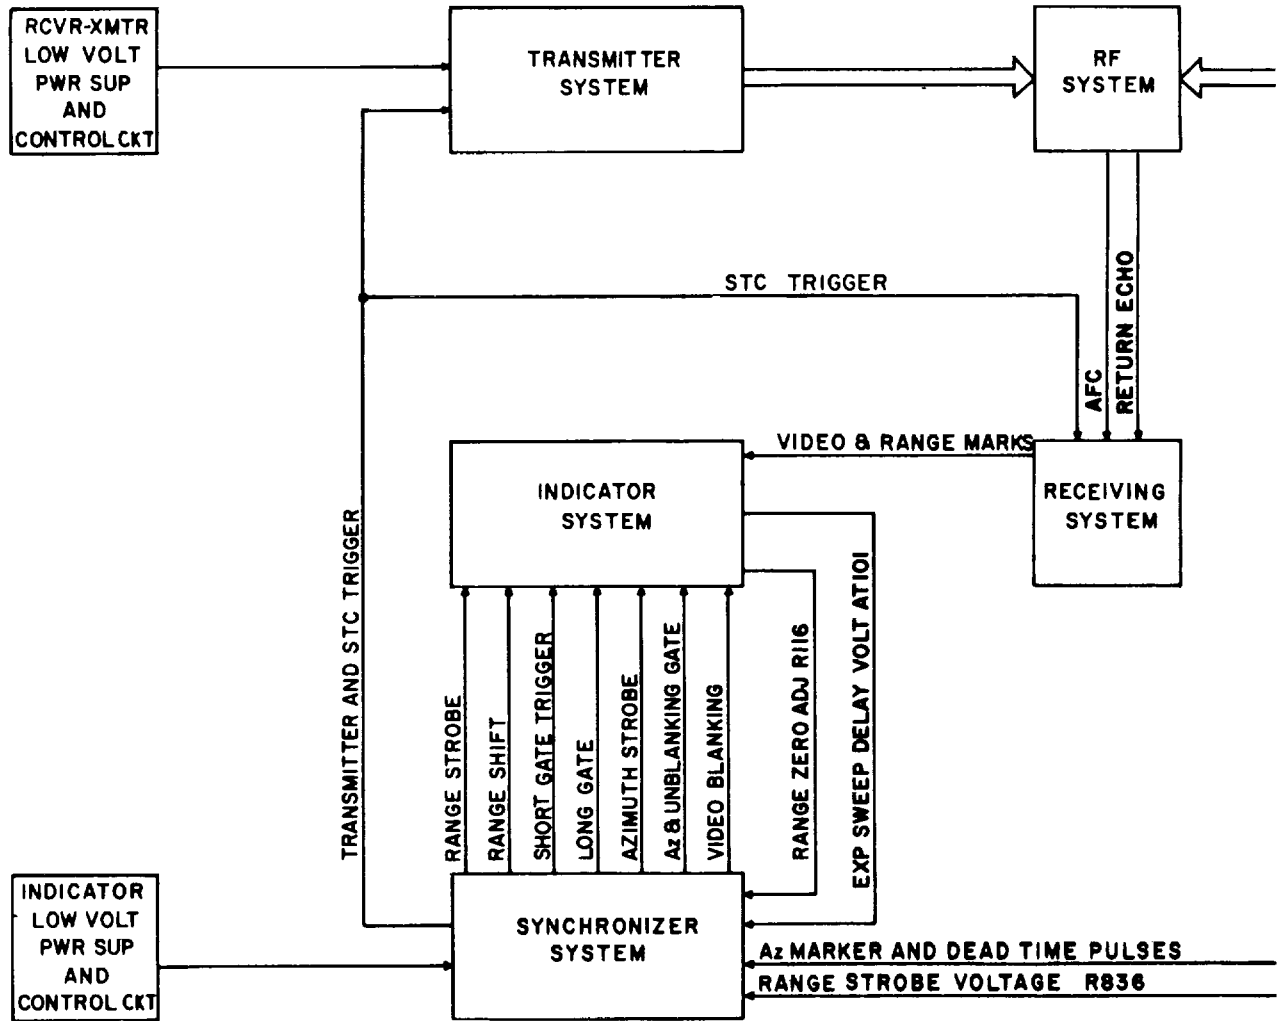 RCVR-XMTR
LOW VOLT
PWR SUP
AND
CONTROL CKT
TRANSMITTER
SYSTEM
RF
SYSTEM
STC TRIGGER
AFC
RETURN ECHO
VIDEO & RANGE MARKS
INDICATOR
SYSTEM
RECEIVING
SYSTEM
TRANSMITTER AND STC TRIGGER
RANGE STROBE
RANGE SHIFT
SHORT GATE TRIGGER
LONG GATE
AZIMUTH STROBE
Az & UNBLANKING GATE
VIDEO BLANKING
RANGE ZERO ADJ R116
EXP SWEEP DELAY VOLT AT101
INDICATOR
LOW VOLT
PWR SUP
AND
CONTROL CKT
SYNCHRONIZER
SYSTEM
Az MARKER AND DEAD TIME PULSES
RANGE STROBE VOLTAGE R836